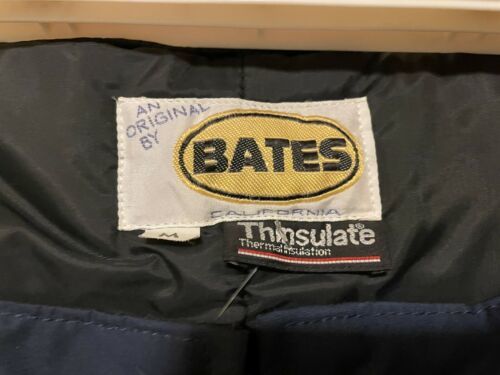 AN
ORIGINAL
BY
BATES
CALIFORNIA
M
Thinsulate
Thermal Insulation